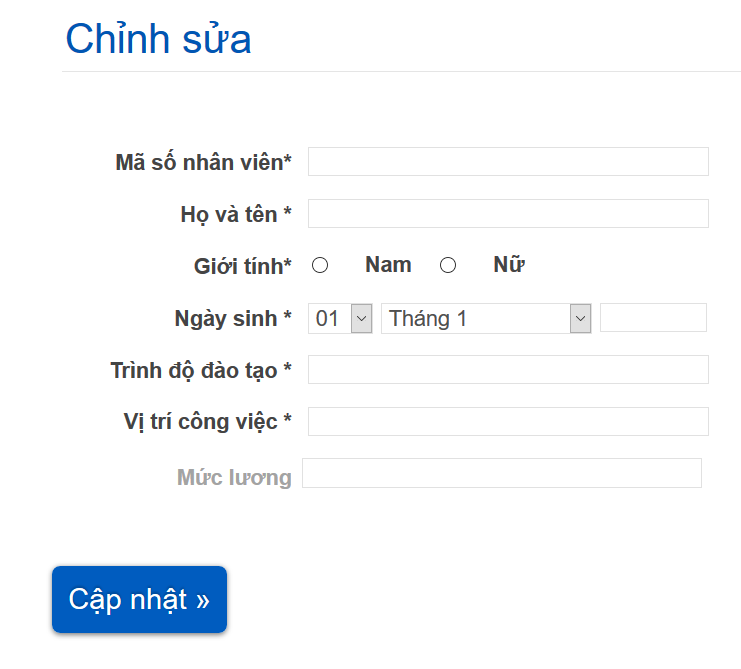 Chỉnh sửa
Mã số nhân viên*
Họ và tên *
Giới tính* Nam Nữ
Ngày sinh * 01 Tháng 1
Trình độ đào tạo *
Vị trí công việc *
Mức lương
Cập nhật »